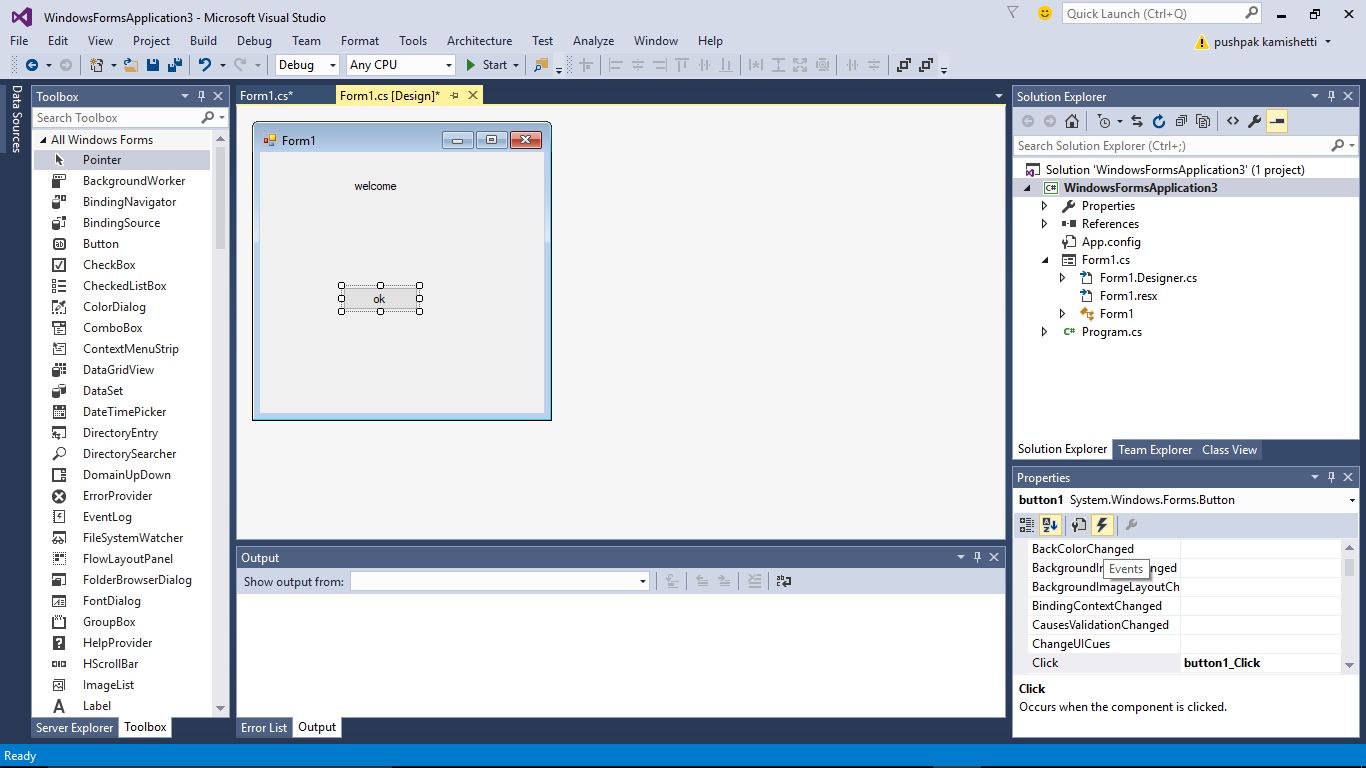 WindowsFormsApplication3 - Microsoft Visual Studio
Quick Launch (Ctrl+Q)
File Edit View Project Build Debug Team Format Tools Architecture Test Analyze Window Help
pushpak kamishetti
Debug Any CPU Start
Data Sources
Toolbox
Search Toolbox
All Windows Forms
Pointer
BackgroundWorker
BindingNavigator
BindingSource
Button
CheckBox
CheckedListBox
ColorDialog
ComboBox
ContextMenuStrip
DataGridView
DataSet
DateTimePicker
DirectoryEntry
DirectorySearcher
DomainUpDown
ErrorProvider
EventLog
FileSystemWatcher
FlowLayoutPanel
FolderBrowserDialog
FontDialog
GroupBox
HelpProvider
HScrollBar
ImageList
Label
Server Explorer Toolbox
Form1.cs* Form1.cs [Design]*
Form1
welcome
ok
Output
Show output from:
Error List Output
Solution Explorer
Search Solution Explorer (Ctrl+;)
Solution 'WindowsFormsApplication3' (1 project)
WindowsFormsApplication3
Properties
References
App.config
Form1.cs
Form1.Designer.cs
Form1.resx
Form1
Program.cs
Solution Explorer Team Explorer Class View
Properties
button1 System.Windows.Forms.Button
BackColorChanged
Events
BackgroundImageLayoutCh
BindingContextChanged
CausesValidationChanged
ChangeUICues
Click button1_Click
Click
Occurs when the component is clicked.
Ready